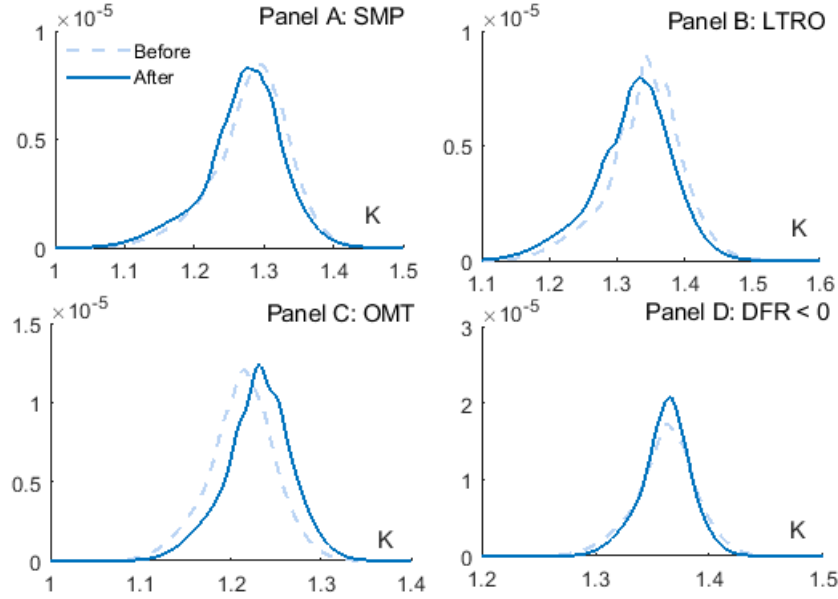 Panel A: SMP
×10-5
1
0.5
0
Before
After
K
1 1.1 1.2 1.3 1.4 1.5
Panel B: LTRO
×10-5
1
0.5
0
K
1.1 1.2 1.3 1.4 1.5 1.6
Panel C: OMT
×10-5
1.5
1
0.5
0
K
1 1.1 1.2 1.3 1.4
Panel D: DFR < 0
×10-5
3
2
1
0
K
1.2 1.3 1.4 1.5